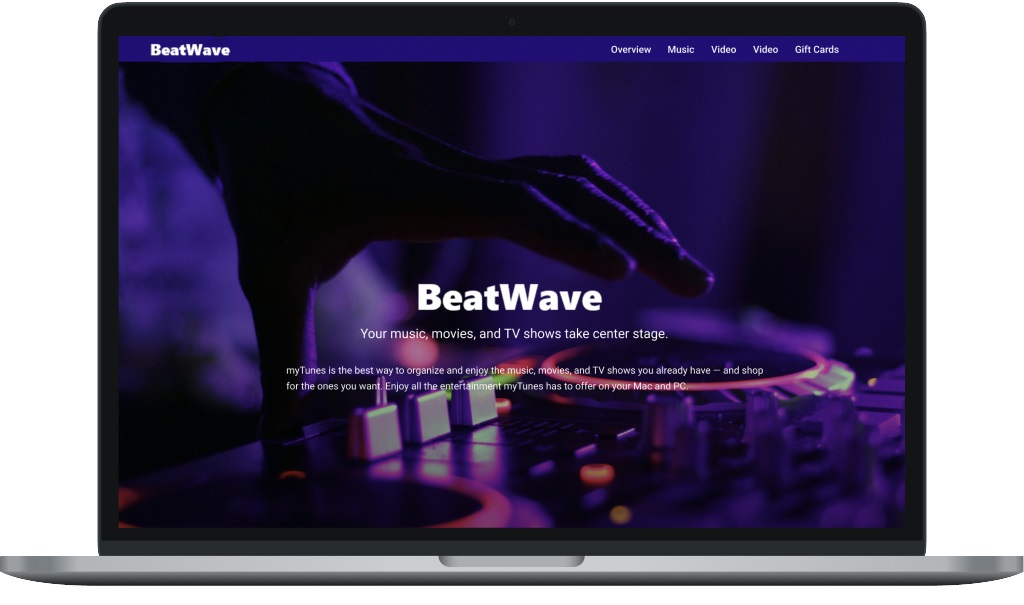 BeatWave
Overview Music Video Video Gift Cards
BeatWave
Your music, movies, and TV shows take center stage.
myTunes is the best way to organize and enjoy the music, movies, and TV shows you already have — and shop
for the ones you want. Enjoy all the entertainment myTunes has to offer on your Mac and PC.